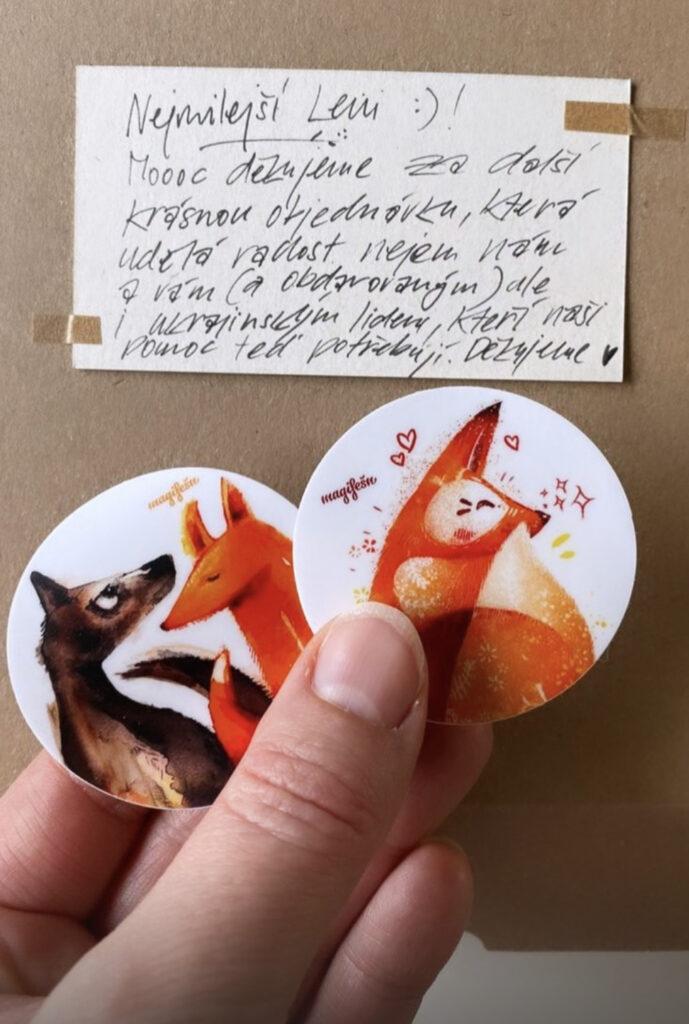 Nejmilejší Leni :)!
Moooc děkujeme za další
krásnou objednávku, která
udělá radost nejem nám
a vám (a obdarovaným) ale
i ukrajinským lidem, kteří naši
pomoc teď potřebují. Děkujeme ♥
magifešn
magifešn